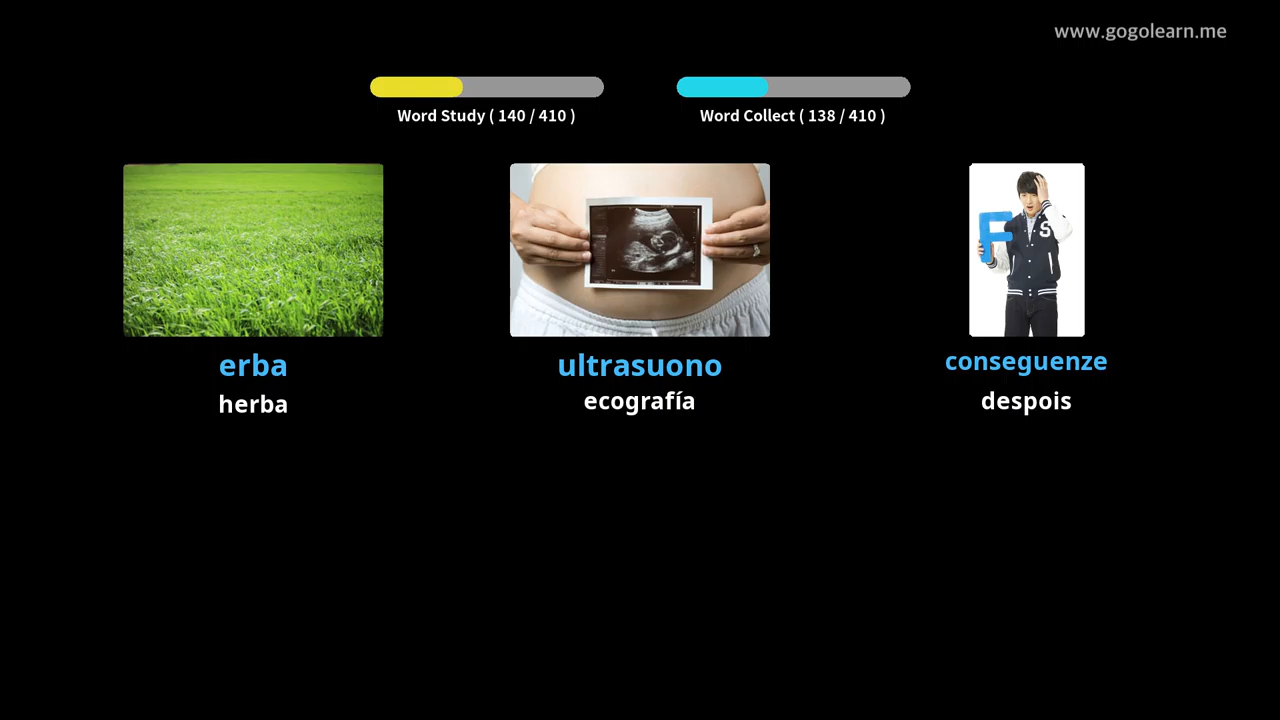 www.gogolearn.me
Word Study ( 140 / 410 )
Word Collect ( 138 / 410 )
F
S
erba
ultrasuono
conseguenze
herba
ecografía
despois